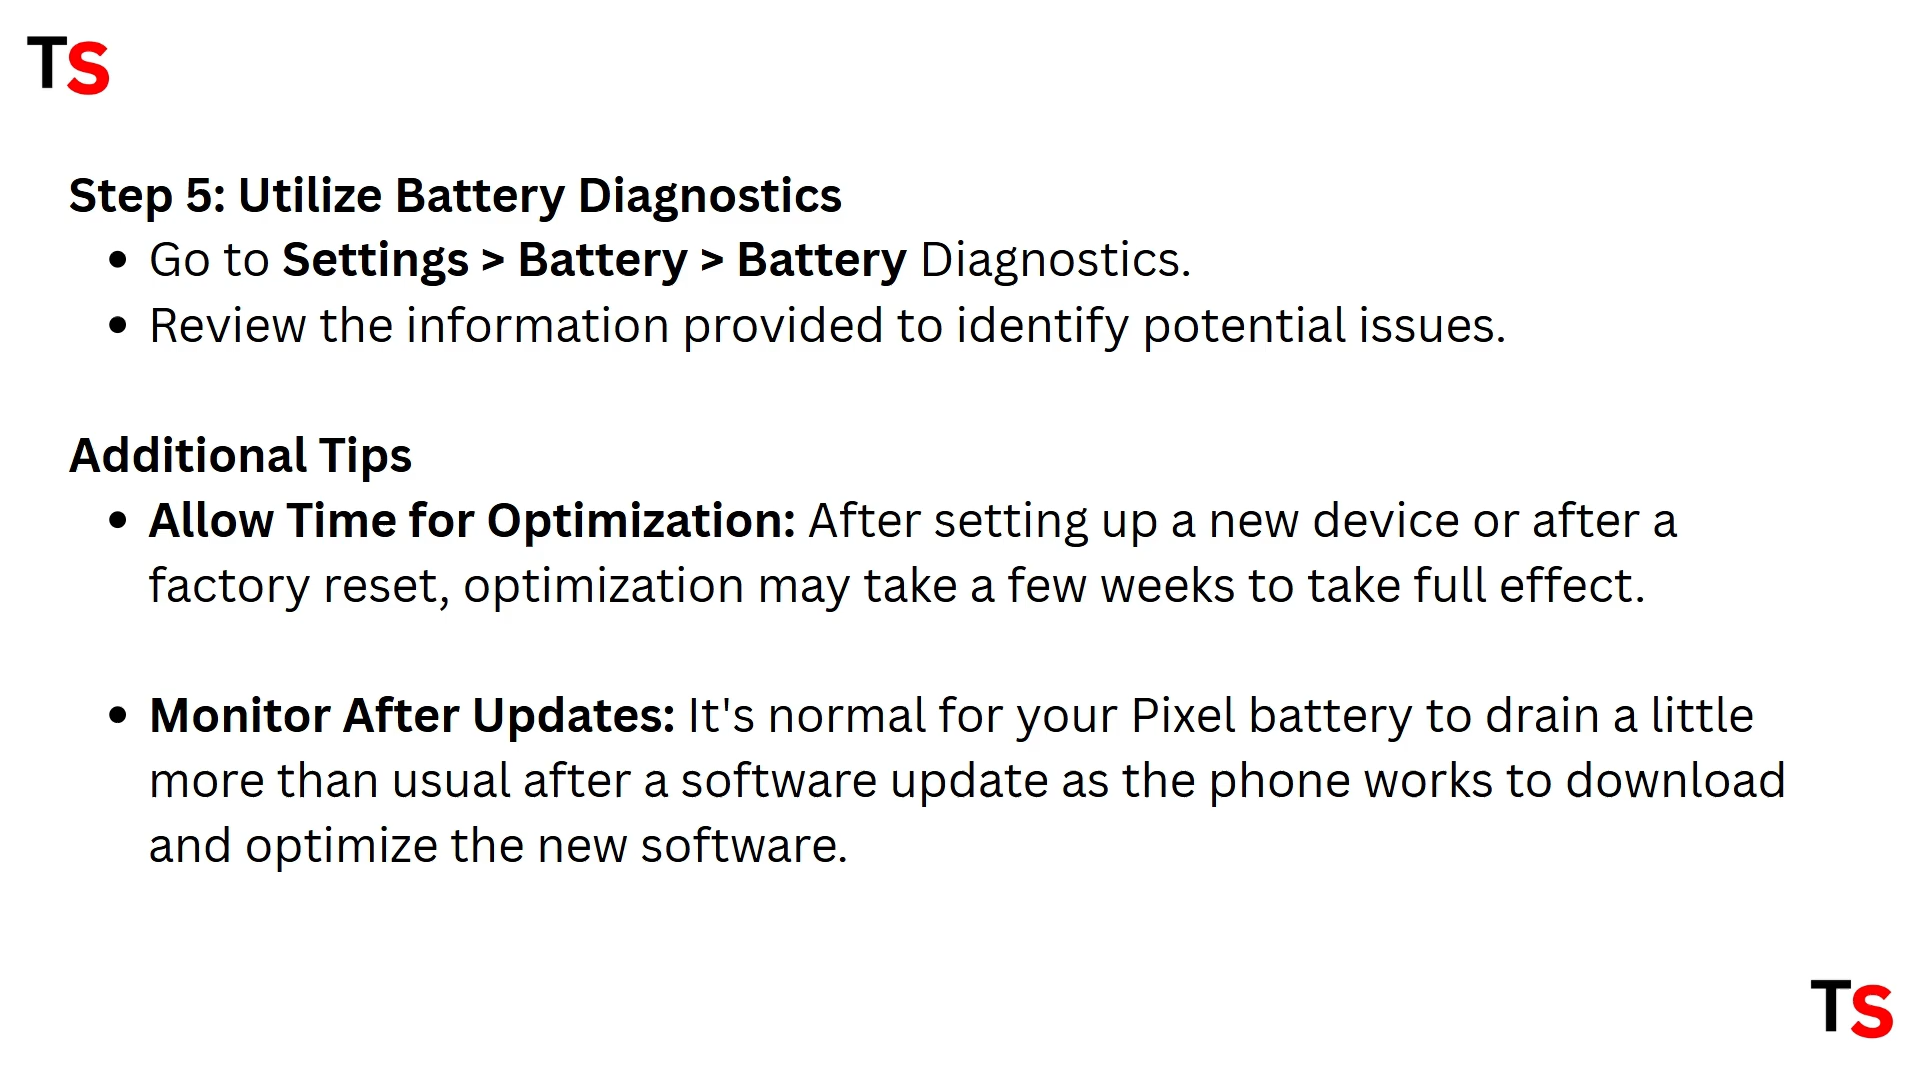 TS
Step 5: Utilize Battery Diagnostics
• Go to Settings > Battery > Battery Diagnostics.
• Review the information provided to identify potential issues.
Additional Tips
• Allow Time for Optimization: After setting up a new device or after a
factory reset, optimization may take a few weeks to take full effect.
• Monitor After Updates: It's normal for your Pixel battery to drain a little
more than usual after a software update as the phone works to download
and optimize the new software.
TS